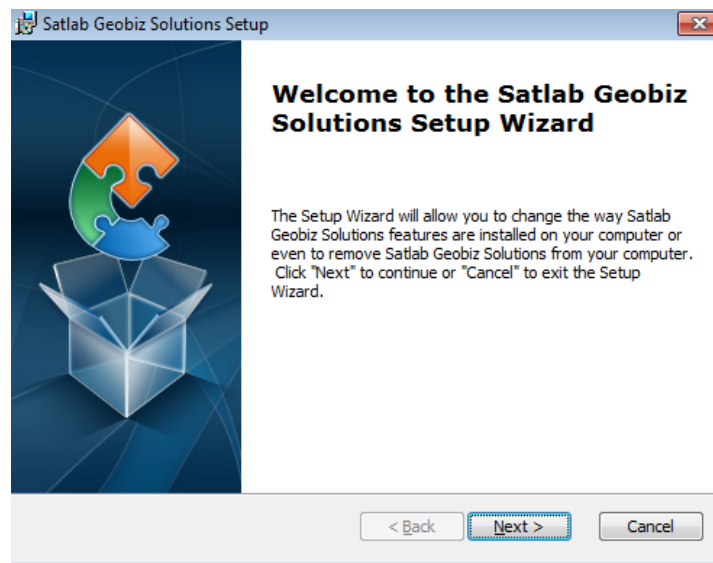 Satlab Geobiz Solutions Setup
Welcome to the Satlab Geobiz
Solutions Setup Wizard
The Setup Wizard will allow you to change the way Satlab
Geobiz Solutions features are installed on your computer or
even to remove Satlab Geobiz Solutions from your computer.
Click "Next" to continue or "Cancel" to exit the Setup
Wizard.
< Back
Next >
Cancel